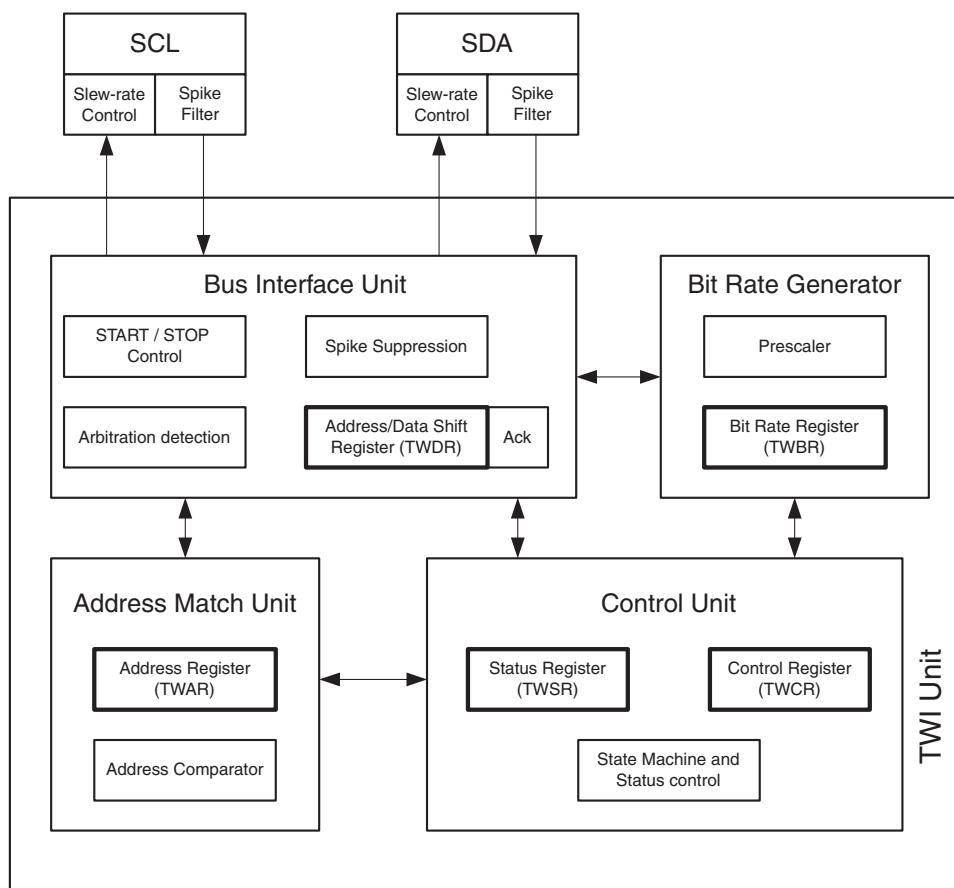 SCL
Slew-rate
Control
Spike
Filter
SDA
Slew-rate
Control
Spike
Filter
Bus Interface Unit
START / STOP
Control
Spike Suppression
Arbitration detection
Address/Data Shift
Register (TWDR)
Ack
Bit Rate Generator
Prescaler
Bit Rate Register
(TWBR)
Address Match Unit
Address Register
(TWAR)
Address Comparator
Control Unit
Status Register
(TWSR)
Control Register
(TWCR)
State Machine and
Status control
TWI Unit